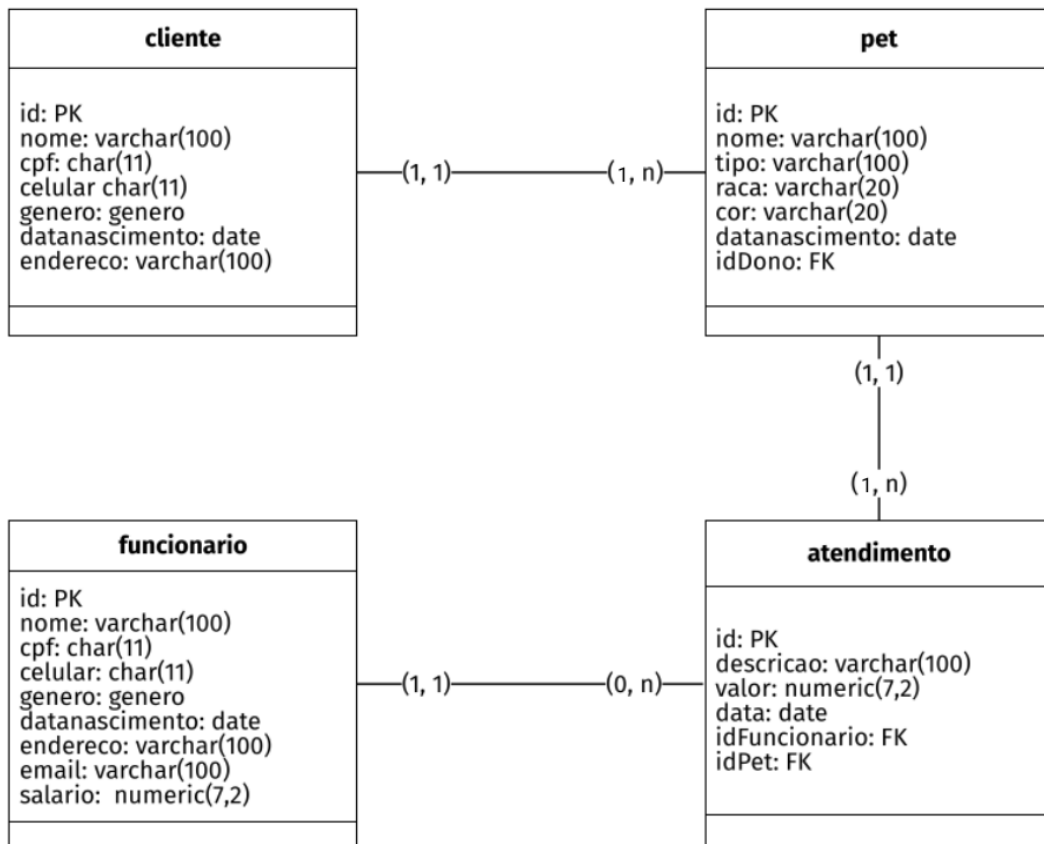 cliente
id: PK
nome: varchar(100)
cpf: char(11)
celular char(11)
genero: genero
datanascimento: date
endereco: varchar(100)
(1, 1)
(1, n)
pet
id: PK
nome: varchar(100)
tipo: varchar(100)
raca: varchar(20)
cor: varchar(20)
datanascimento: date
idDono: FK
(1, 1)
(1, n)
funcionario
id: PK
nome: varchar(100)
cpf: char(11)
celular: char(11)
genero: genero
datanascimento: date
endereco: varchar(100)
email: varchar(100)
salario: numeric(7,2)
(1, 1)
(0, n)
atendimento
id: PK
descricao: varchar(100)
valor: numeric(7,2)
data: date
idFuncionario: FK
idPet: FK